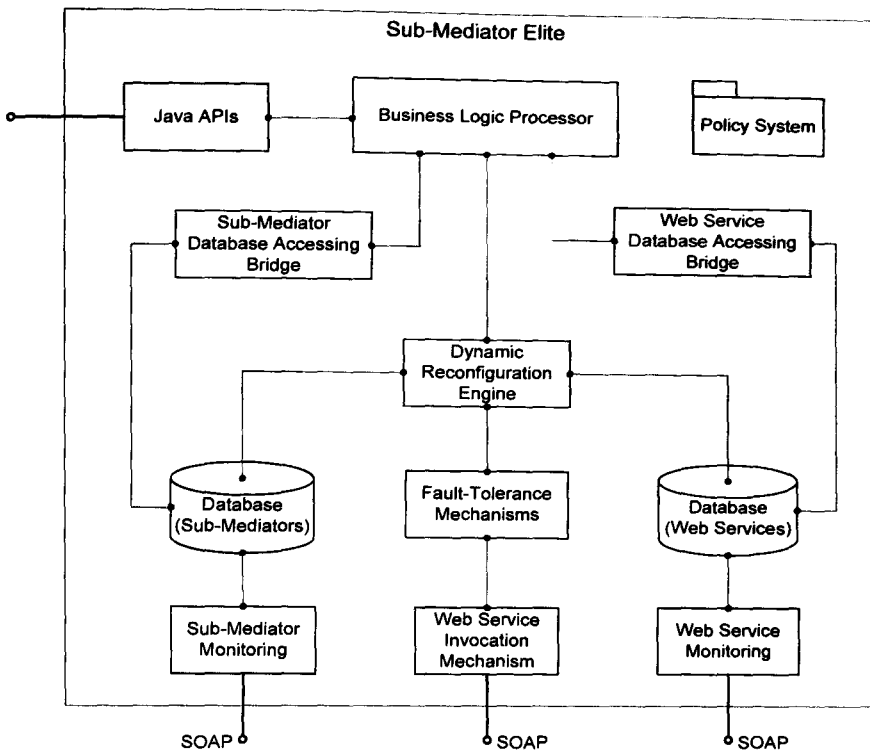 Sub-Mediator Elite
Java APIs
Business Logic Processor
Policy System
Sub-Mediator
Database Accessing
Bridge
Web Service
Database Accessing
Bridge
Dynamic
Reconfiguration
Engine
Database
(Sub-Mediators)
Fault-Tolerance
Mechanisms
Database
(Web Services)
Sub-Mediator
Monitoring
Web Service
Invocation
Mechanism
Web Service
Monitoring
SOAP
SOAP
SOAP